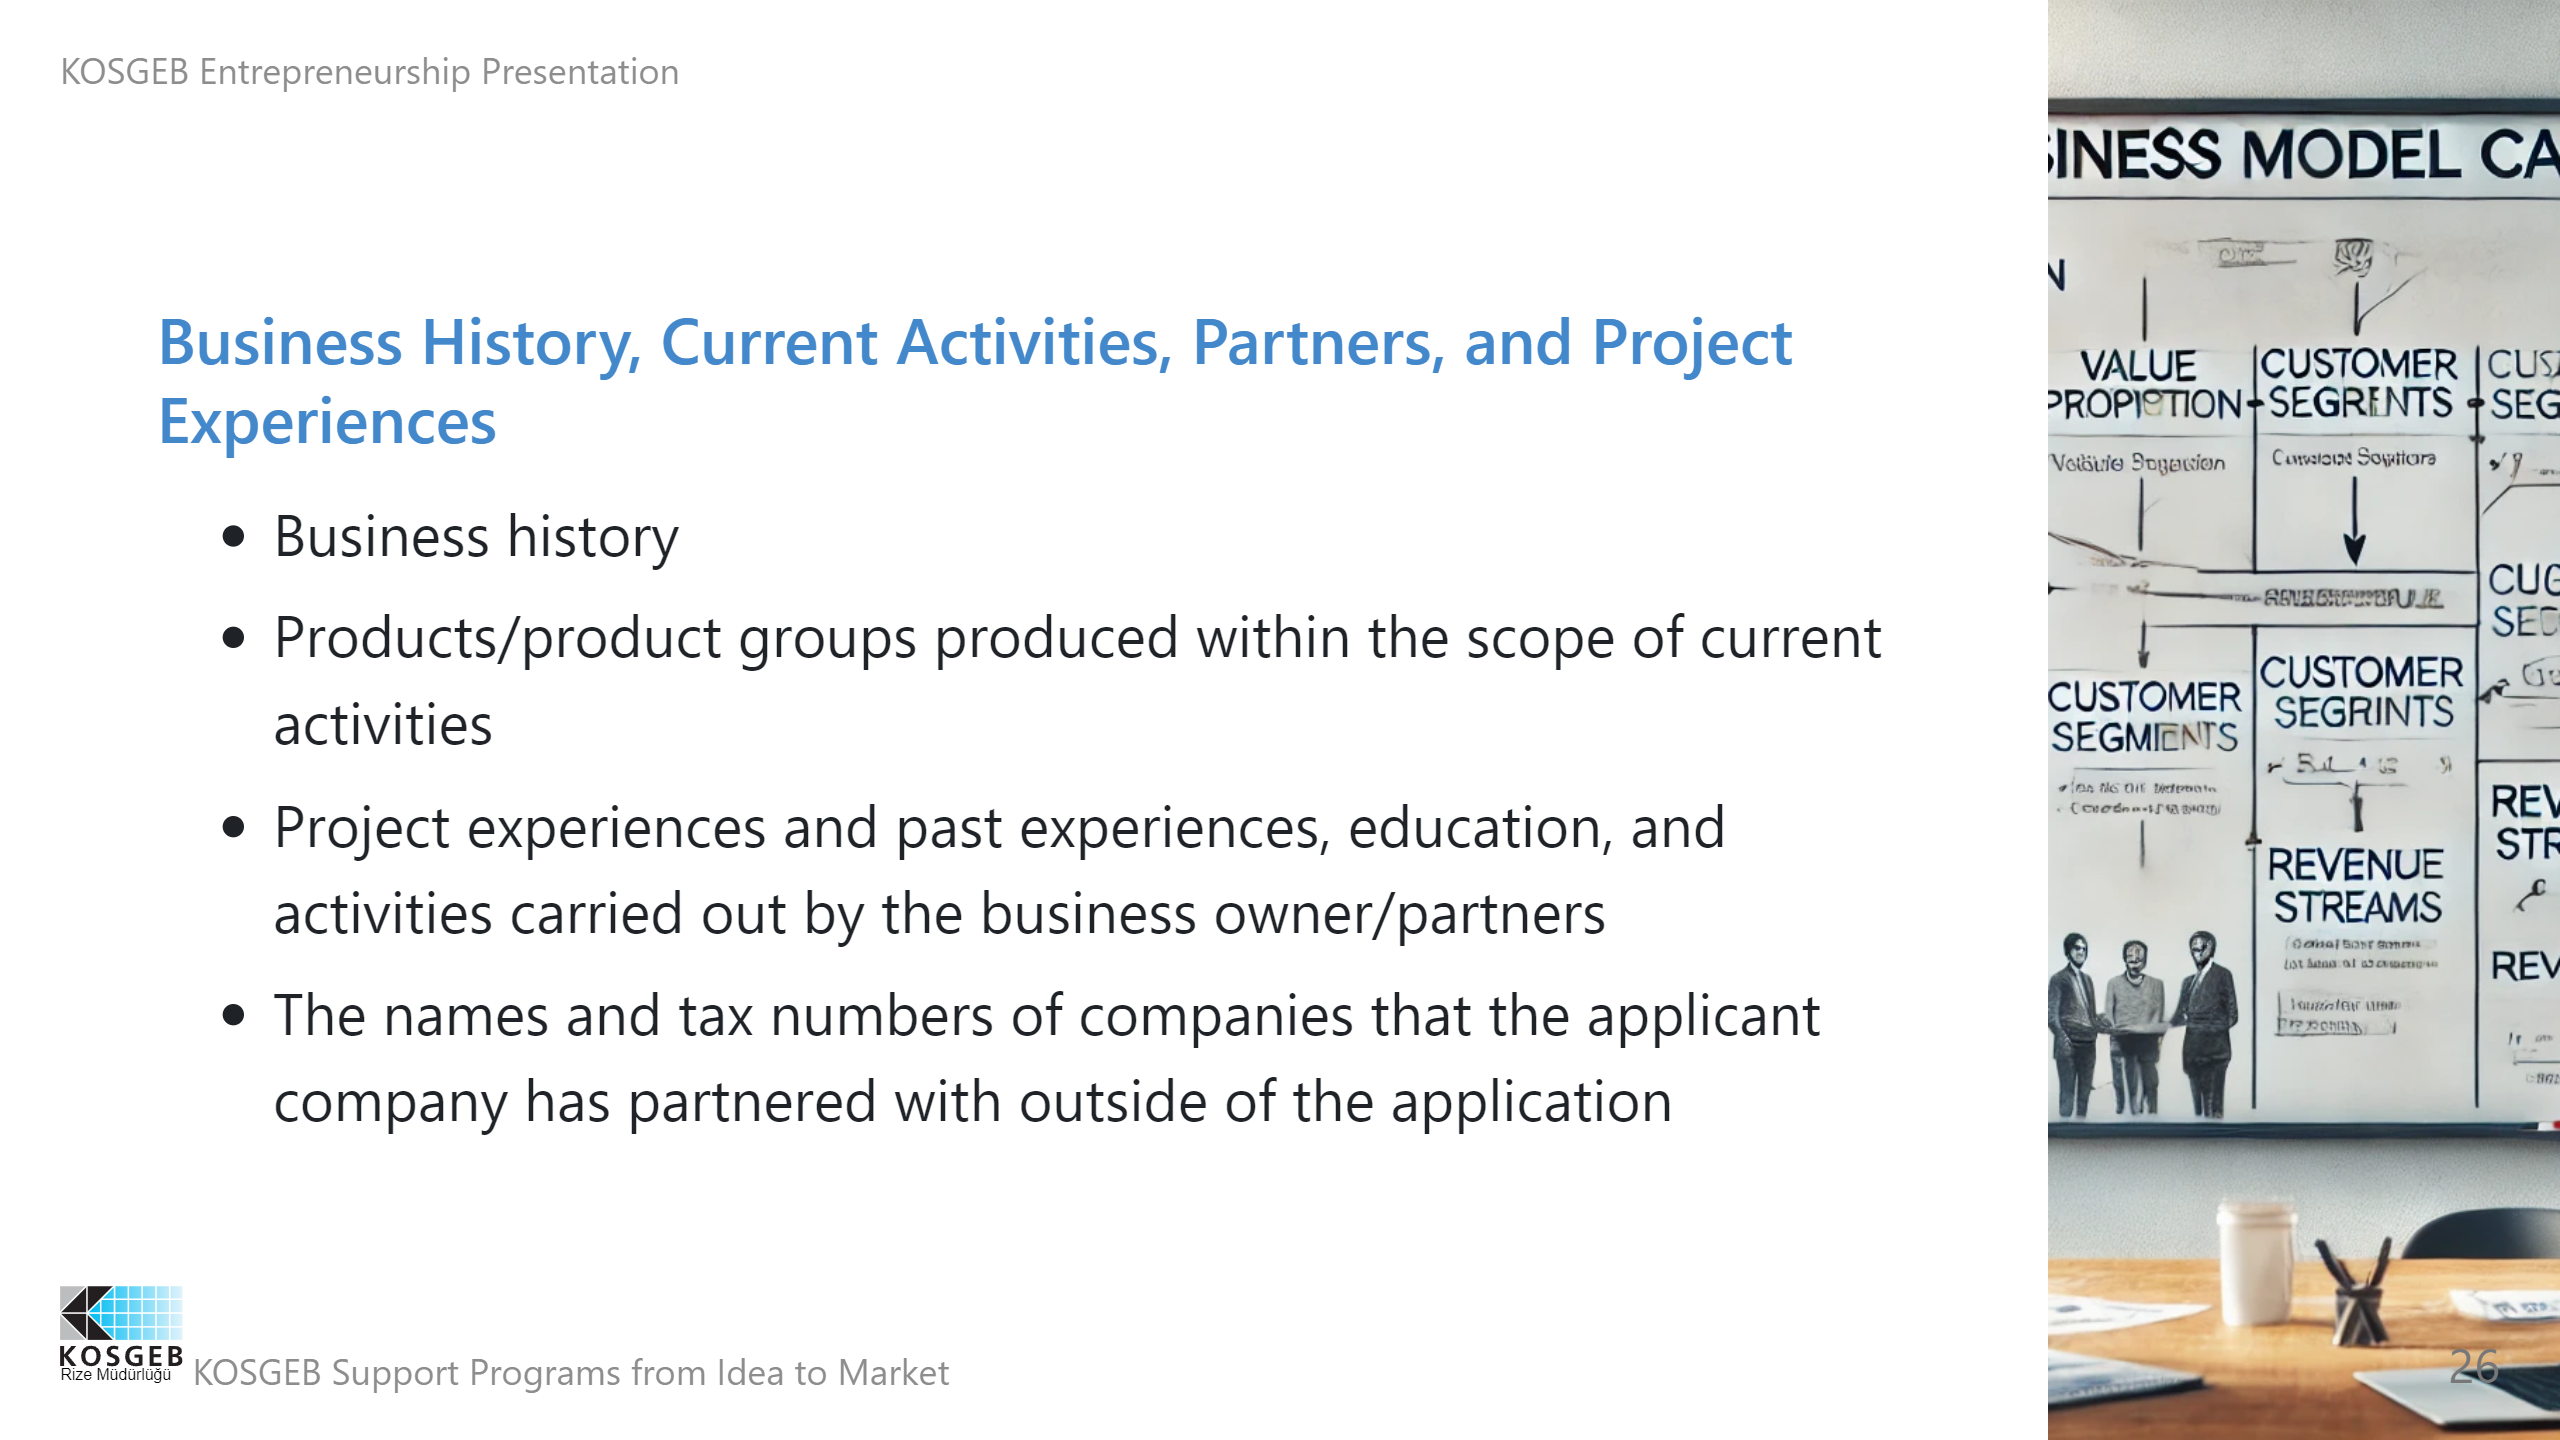 KOSGEB Entrepreneurship Presentation
Business History, Current Activities, Partners, and Project
Experiences
• Business history
• Products/product groups produced within the scope of current
activities
• Project experiences and past experiences, education, and
activities carried out by the business owner/partners
• The names and tax numbers of companies that the applicant
company has partnered with outside of the application
KOSGEB
Rize Müdürlüğü
KOSGEB Support Programs from Idea to Market
26
INESS MODEL CA
N
VALUE
CUSTOMER
SEGRENTS
SEG
CUSTOMER
SEGMENTS
CUSTOMER
SEGRINTS
REVENUE
STREAMS
REV
STR
REV